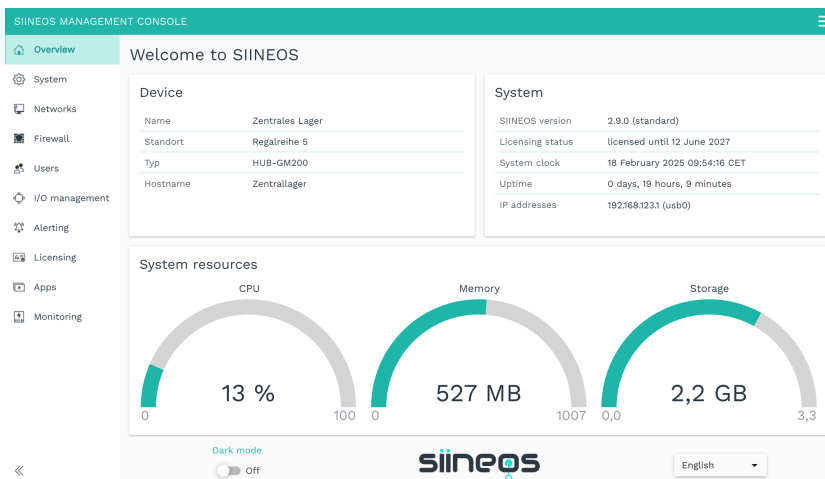 SIINEOS MANAGEMENT CONSOLE
Overview
System
Networks
Firewall
Users
I/O management
Alerting
Licensing
Apps
Monitoring
Welcome to SIINEOS
Device
Name Zentrales Lager
Standort Regalreihe 5
Typ HUB-GM200
Hostname Zentrallager
System
SIINEOS version 2.9.0 (standard)
Licensing status licensed until 12 June 2027
System clock 18 February 2025 09:54:16 CET
Uptime 0 days, 19 hours, 9 minutes
IP addresses 192.168.123.1 (usb0)
System resources
CPU
13 %
0 100
Memory
527 MB
0 1007
Storage
2,2 GB
0,0 3,3
Dark mode
Off
siineos
English